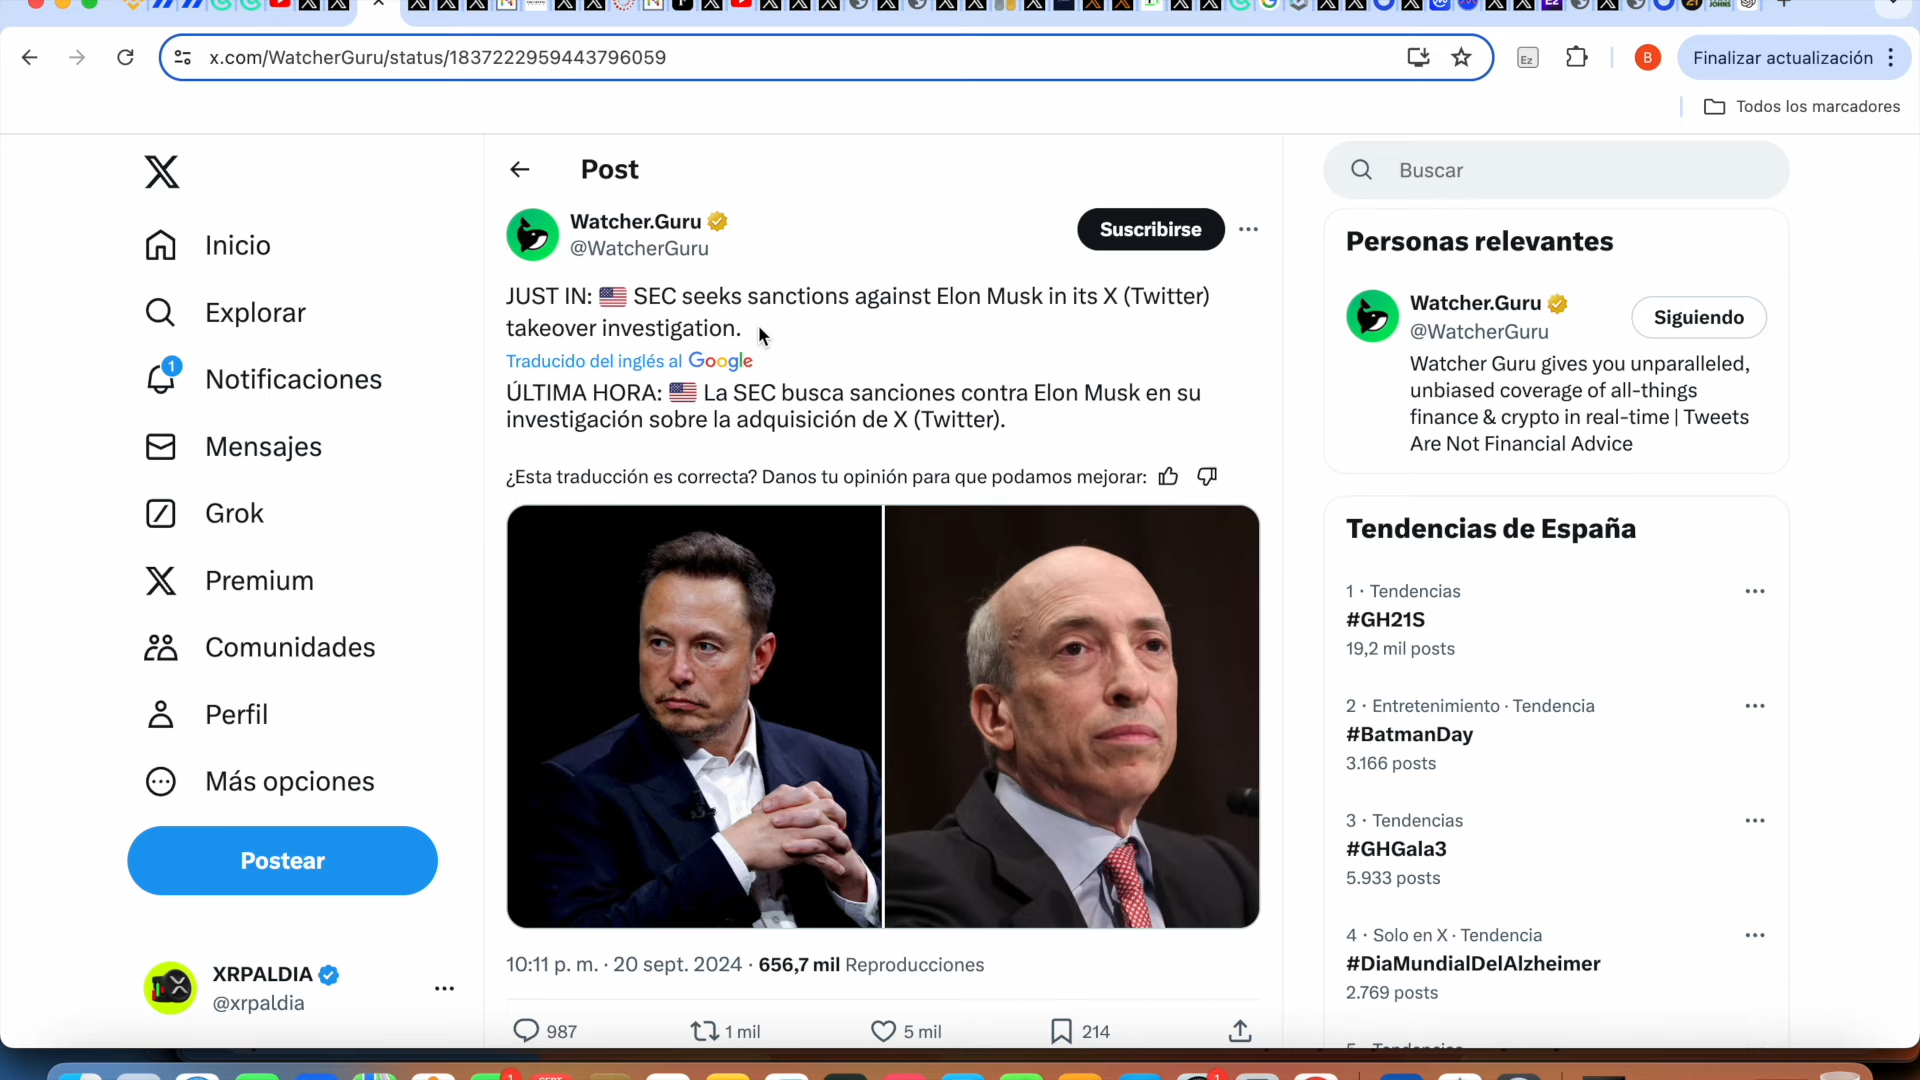 x.com/WatcherGuru/status/1837222959443796059
Ez
B
Finalizar actualización
Todos los marcadores
Inicio
Explorar
1
Notificaciones
Mensajes
Grok
Premium
Comunidades
Perfil
Más opciones
Postear
XRPALDIA
@xrpaldia
Post
Watcher.Guru
@WatcherGuru
Suscribirse
JUST IN: 🇺🇸 SEC seeks sanctions against Elon Musk in its X (Twitter)
takeover investigation.
Traducido del inglés al Google
ÚLTIMA HORA: 🇺🇸 La SEC busca sanciones contra Elon Musk en su
investigación sobre la adquisición de X (Twitter).
¿Esta traducción es correcta? Danos tu opinión para que podamos mejorar:
10:11 p. m. · 20 sept. 2024 · 656,7 mil Reproducciones
987 1 mil 5 mil 214
Buscar
Personas relevantes
Watcher.Guru
@WatcherGuru
Siguiendo
Watcher Guru gives you unparalleled,
unbiased coverage of all-things
finance & crypto in real-time | Tweets
Are Not Financial Advice
Tendencias de España
1 · Tendencias
#GH21S
19,2 mil posts
2 · Entretenimiento · Tendencia
#BatmanDay
3.166 posts
3 · Tendencias
#GHGala3
5.933 posts
4 · Solo en X · Tendencia
#DiaMundialDelAlzheimer
2.769 posts
5 · Tendencias